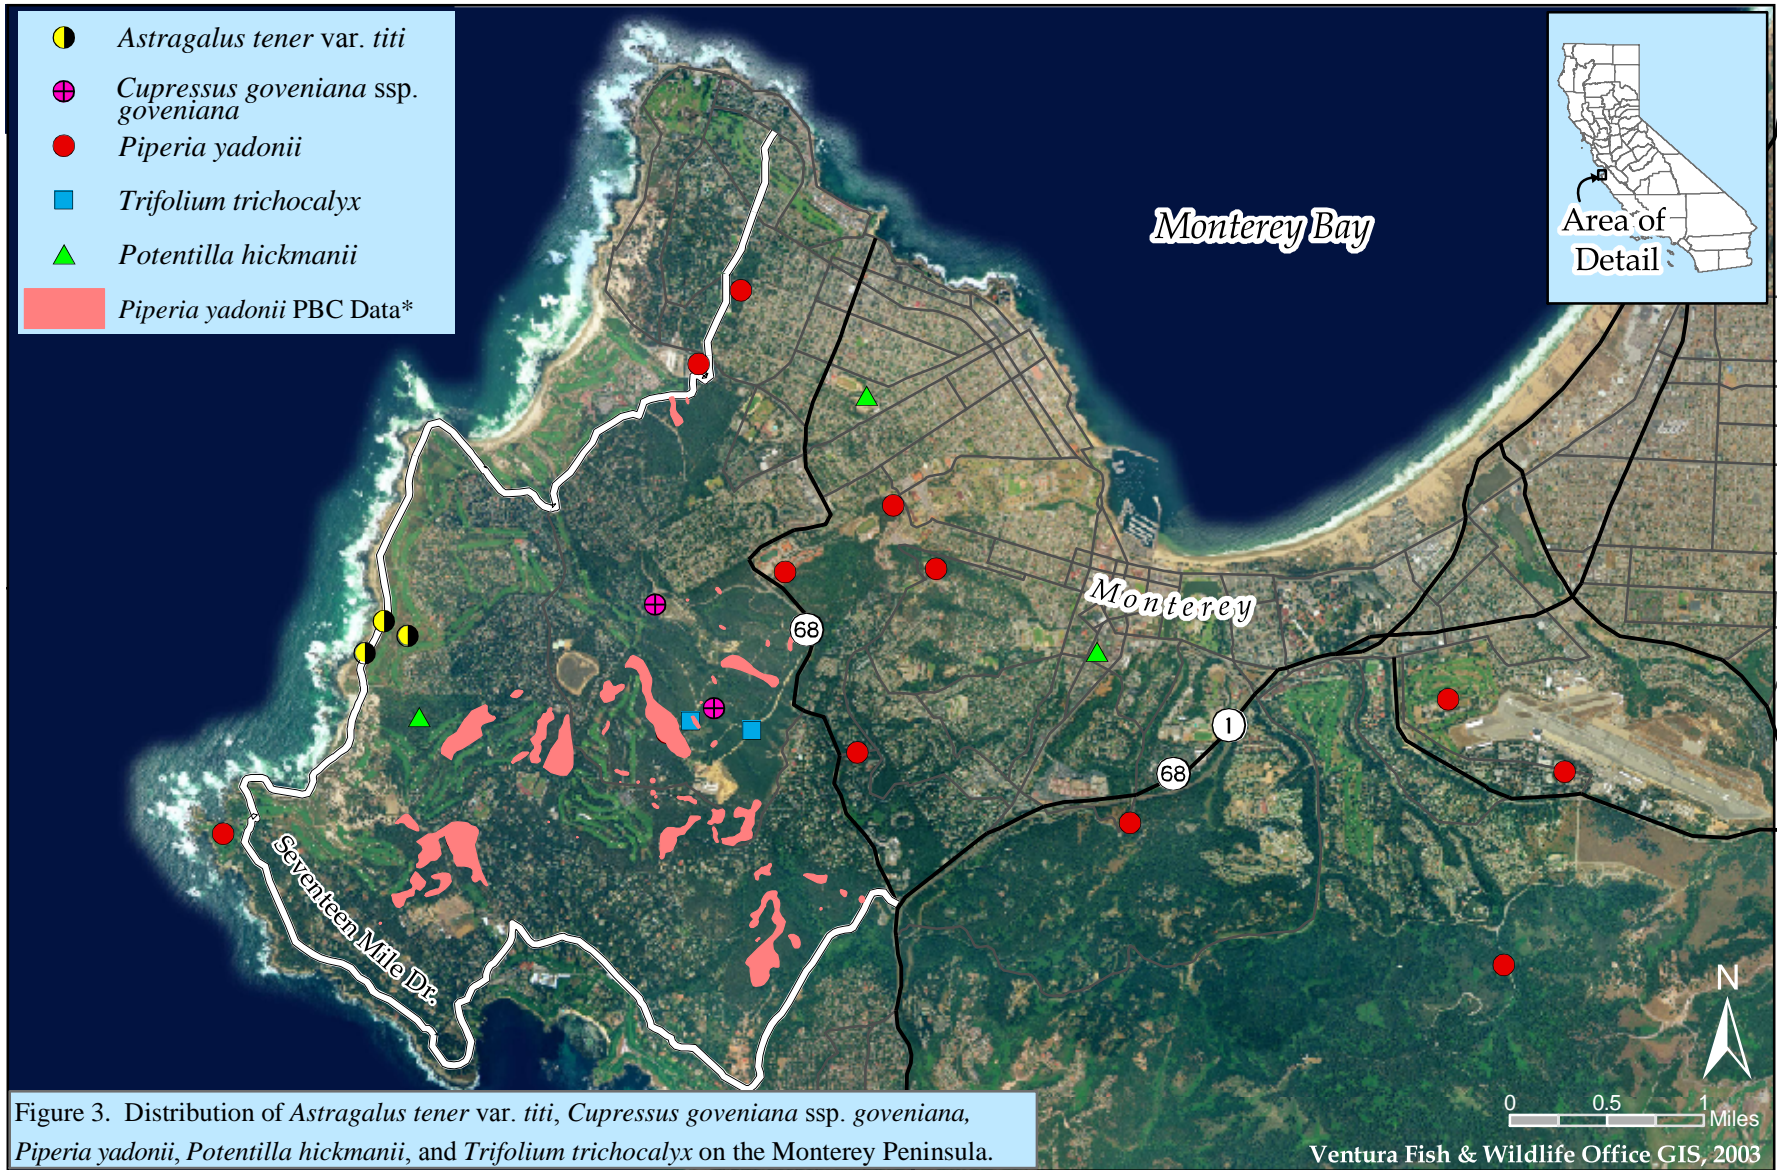 Astragalus tener var. titi
Cupressus goveniana ssp.
goveniana
Piperia yadonii
Trifolium trichocalyx
Potentilla hickmanii
Piperia yadonii PBC Data*
Monterey Bay
Area of
Detail
Monterey
68
1
68
Seventeen Mile Dr.
N
0 0.5 1
Miles
Figure 3. Distribution of Astragalus tener var. titi, Cupressus goveniana ssp. goveniana,
Piperia yadonii, Potentilla hickmanii, and Trifolium trichocalyx on the Monterey Peninsula.
Ventura Fish & Wildlife Office GIS, 2003